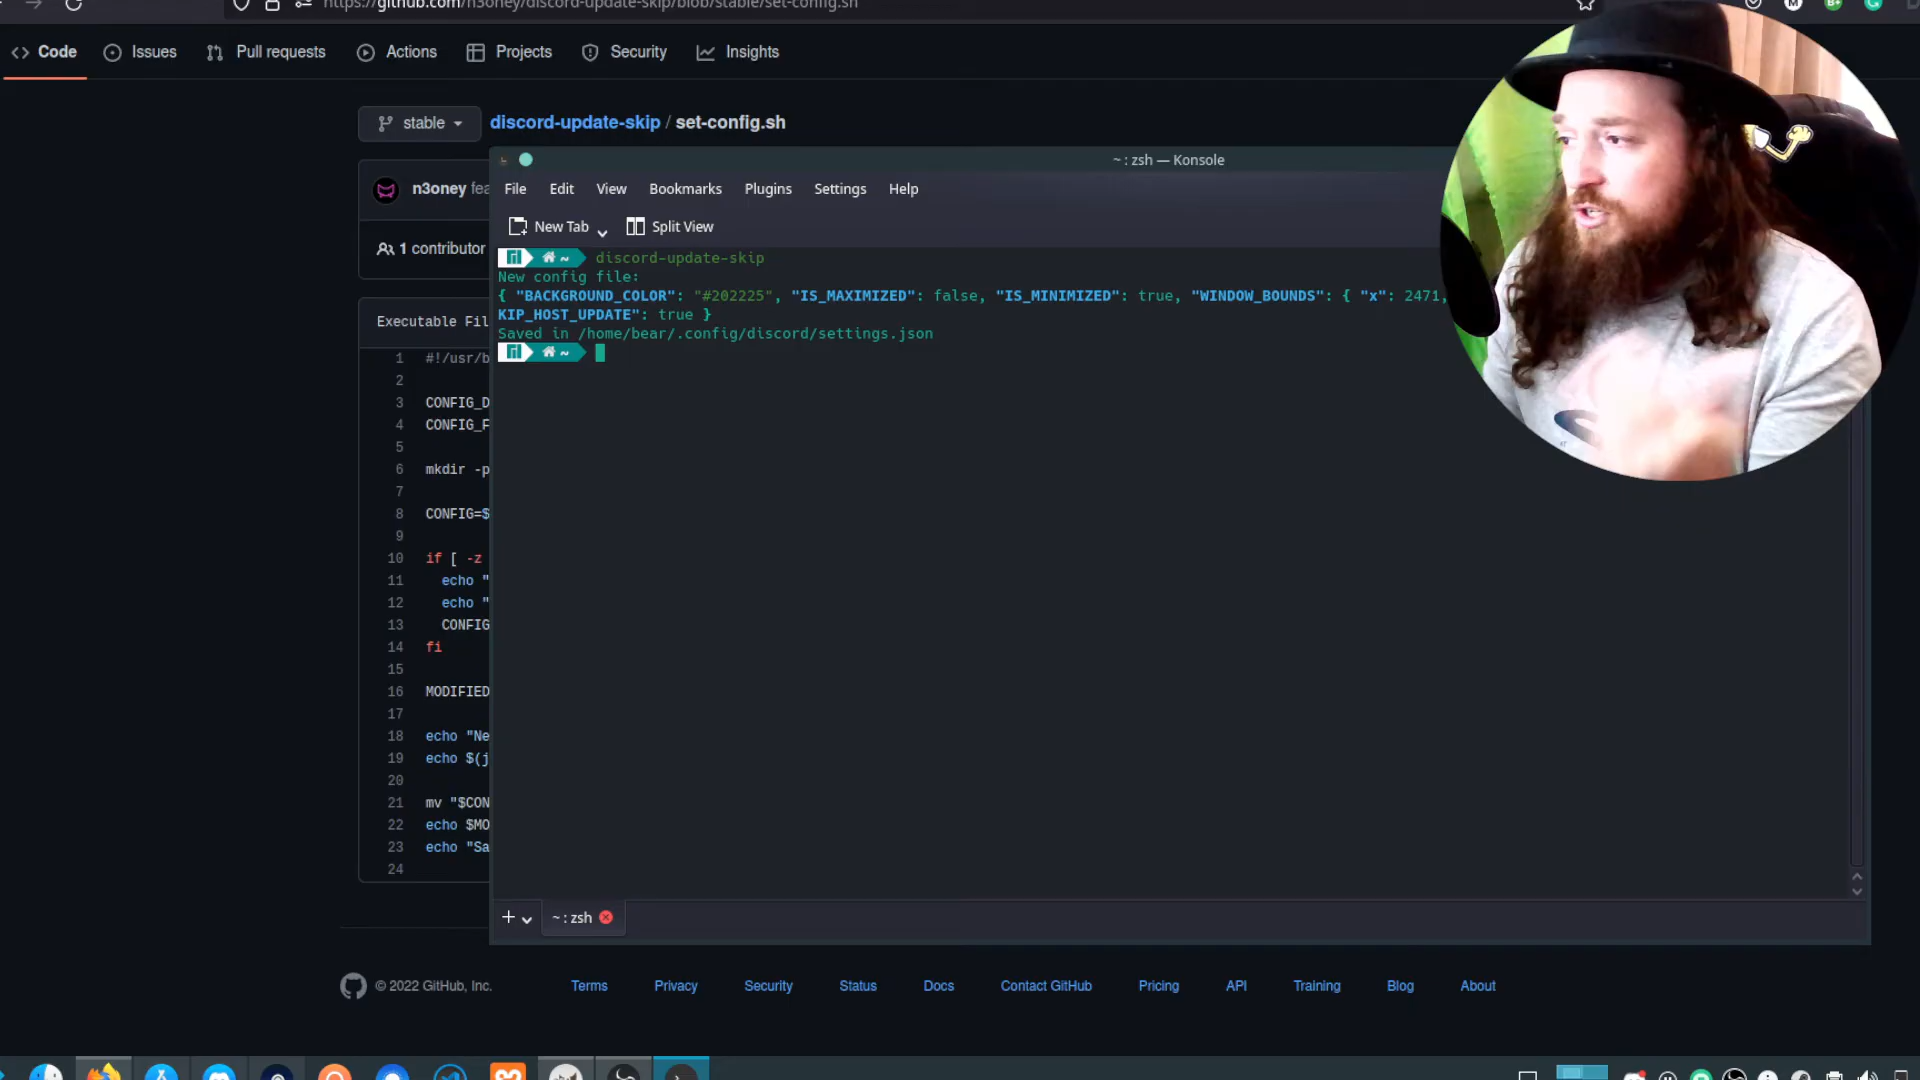 https://github.com/n3oney/discord-update-skip/blob/stable/set-config.sh
Code
Issues
Pull requests
Actions
Projects
Security
Insights
stable
discord-update-skip / set-config.sh
n3oney fea
1 contributor
Executable Fil
1 #!/usr/b
2
3 CONFIG_D
4 CONFIG_F
5
6 mkdir -p
7
8 CONFIG=$
9
10 if [ -z
11 echo "
12 echo "
13 CONFIG
14 fi
15
16 MODIFIED
17
18 echo "Ne
19 echo $(j
20
21 mv "$CON
22 echo $MO
23 echo "Sa
24
~ : zsh — Konsole
File Edit View Bookmarks Plugins Settings Help
New Tab Split View
~ discord-update-skip
New config file:
{ "BACKGROUND_COLOR": "#202225", "IS_MAXIMIZED": false, "IS_MINIMIZED": true, "WINDOW_BOUNDS": { "x": 2471,
KIP_HOST_UPDATE": true }
Saved in /home/bear/.config/discord/settings.json
~
~ : zsh
© 2022 GitHub, Inc.
Terms
Privacy
Security
Status
Docs
Contact GitHub
Pricing
API
Training
Blog
About